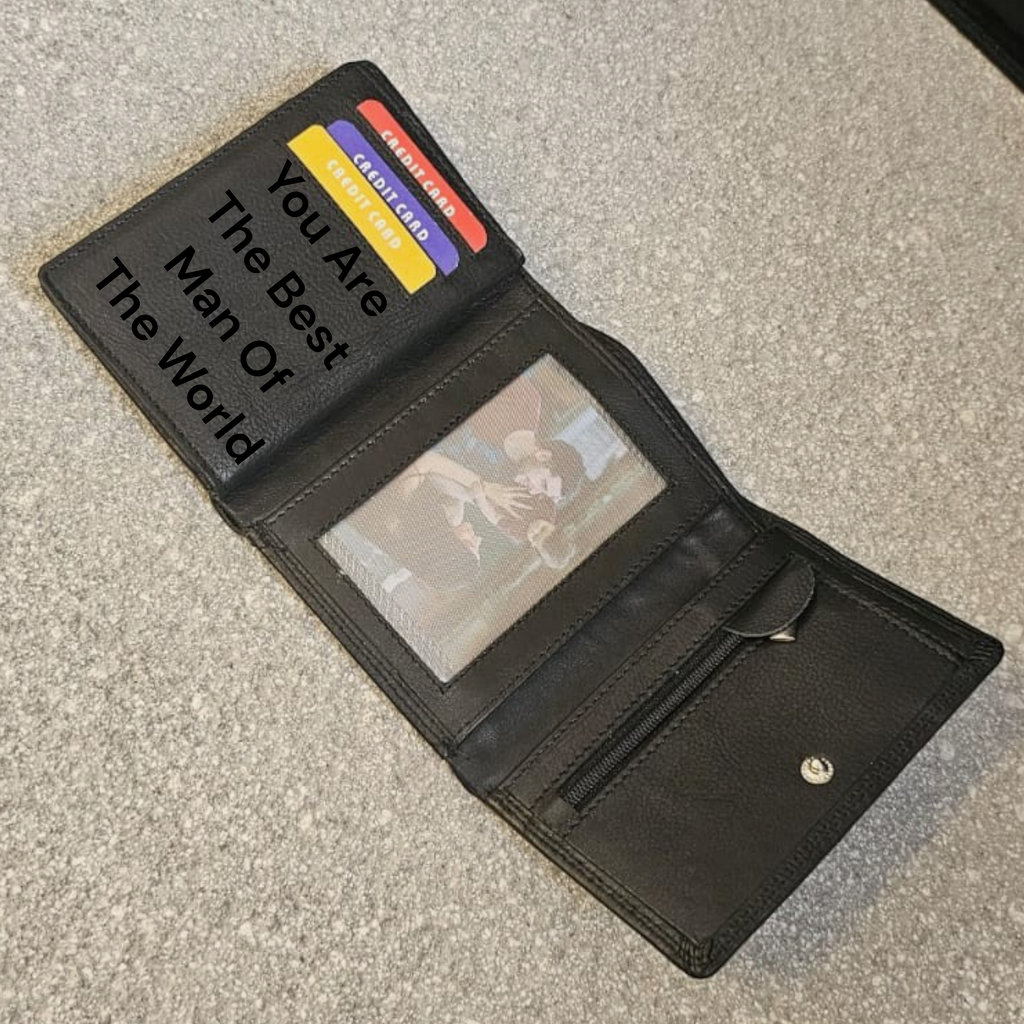 CREDIT CARD
CREDIT CARD
CREDIT CARD
You Are
The Best
Man Of
The World